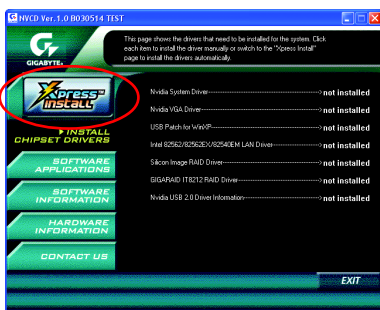 NVCD Ver.1.0 B030514 TEST
GIGABYTE
This page shows the drivers that need to be installed for the system. Click
each item to install the driver manually or switch to the "Xpress Install"
page to install the drivers automatically.
Xpress
INSTALL
INSTALL
CHIPSET DRIVERS
SOFTWARE
APPLICATIONS
SOFTWARE
INFORMATION
HARDWARE
INFORMATION
CONTACT US
Nvidia System Driver not installed
Nvidia VGA Driver not installed
USB Patch for WinXP not installed
Intel 82562/82562EX/82540EM LAN Driver not installed
Silicon Image RAID Driver not installed
GIGARAID IT8212 RAID Driver not installed
Nvidia USB 2.0 Driver Information not installed
EXIT